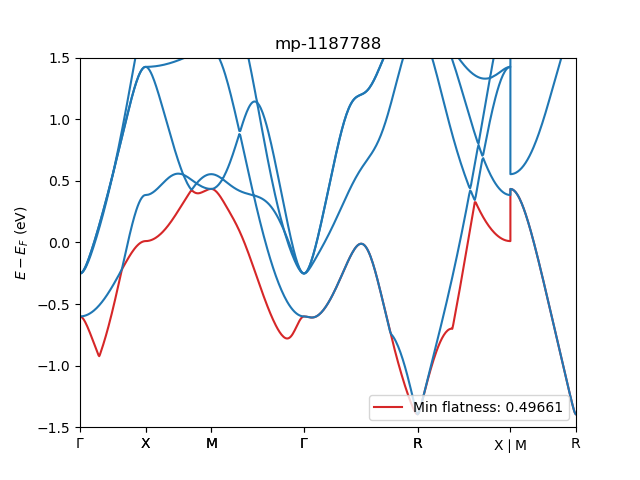 mp-1187788
E − E_F (eV)
1.5
1.0
0.5
0.0
−0.5
−1.0
−1.5
Min flatness: 0.49661
Γ X M Γ R X | M R